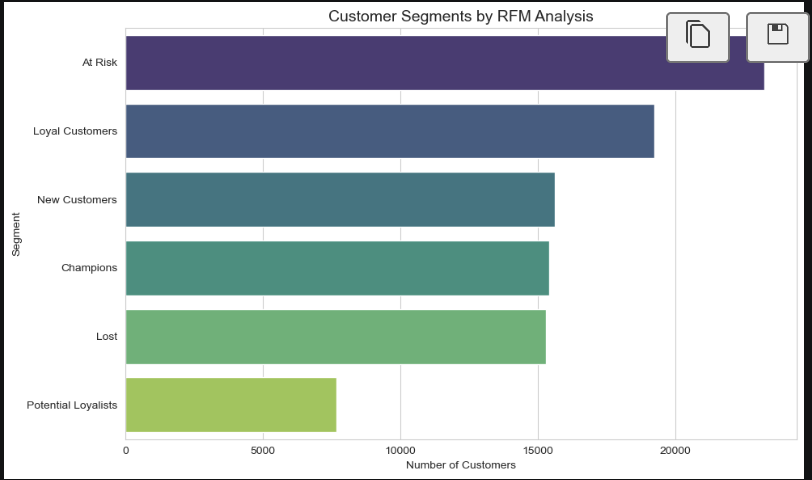 Customer Segments by RFM Analysis
At Risk
Loyal Customers
New Customers
Champions
Lost
Potential Loyalists
Segment
0 5000 10000 15000 20000
Number of Customers